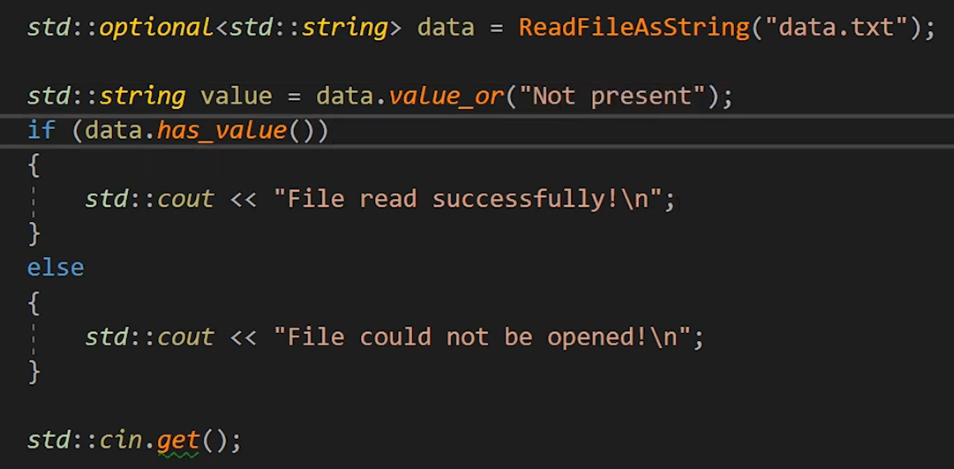 std::optional<std::string> data = ReadFileAsString("data.txt");
std::string value = data.value_or("Not present");
if (data.has_value())
{
    std::cout << "File read successfully!\n";
}
else
{
    std::cout << "File could not be opened!\n";
}
std::cin.get();